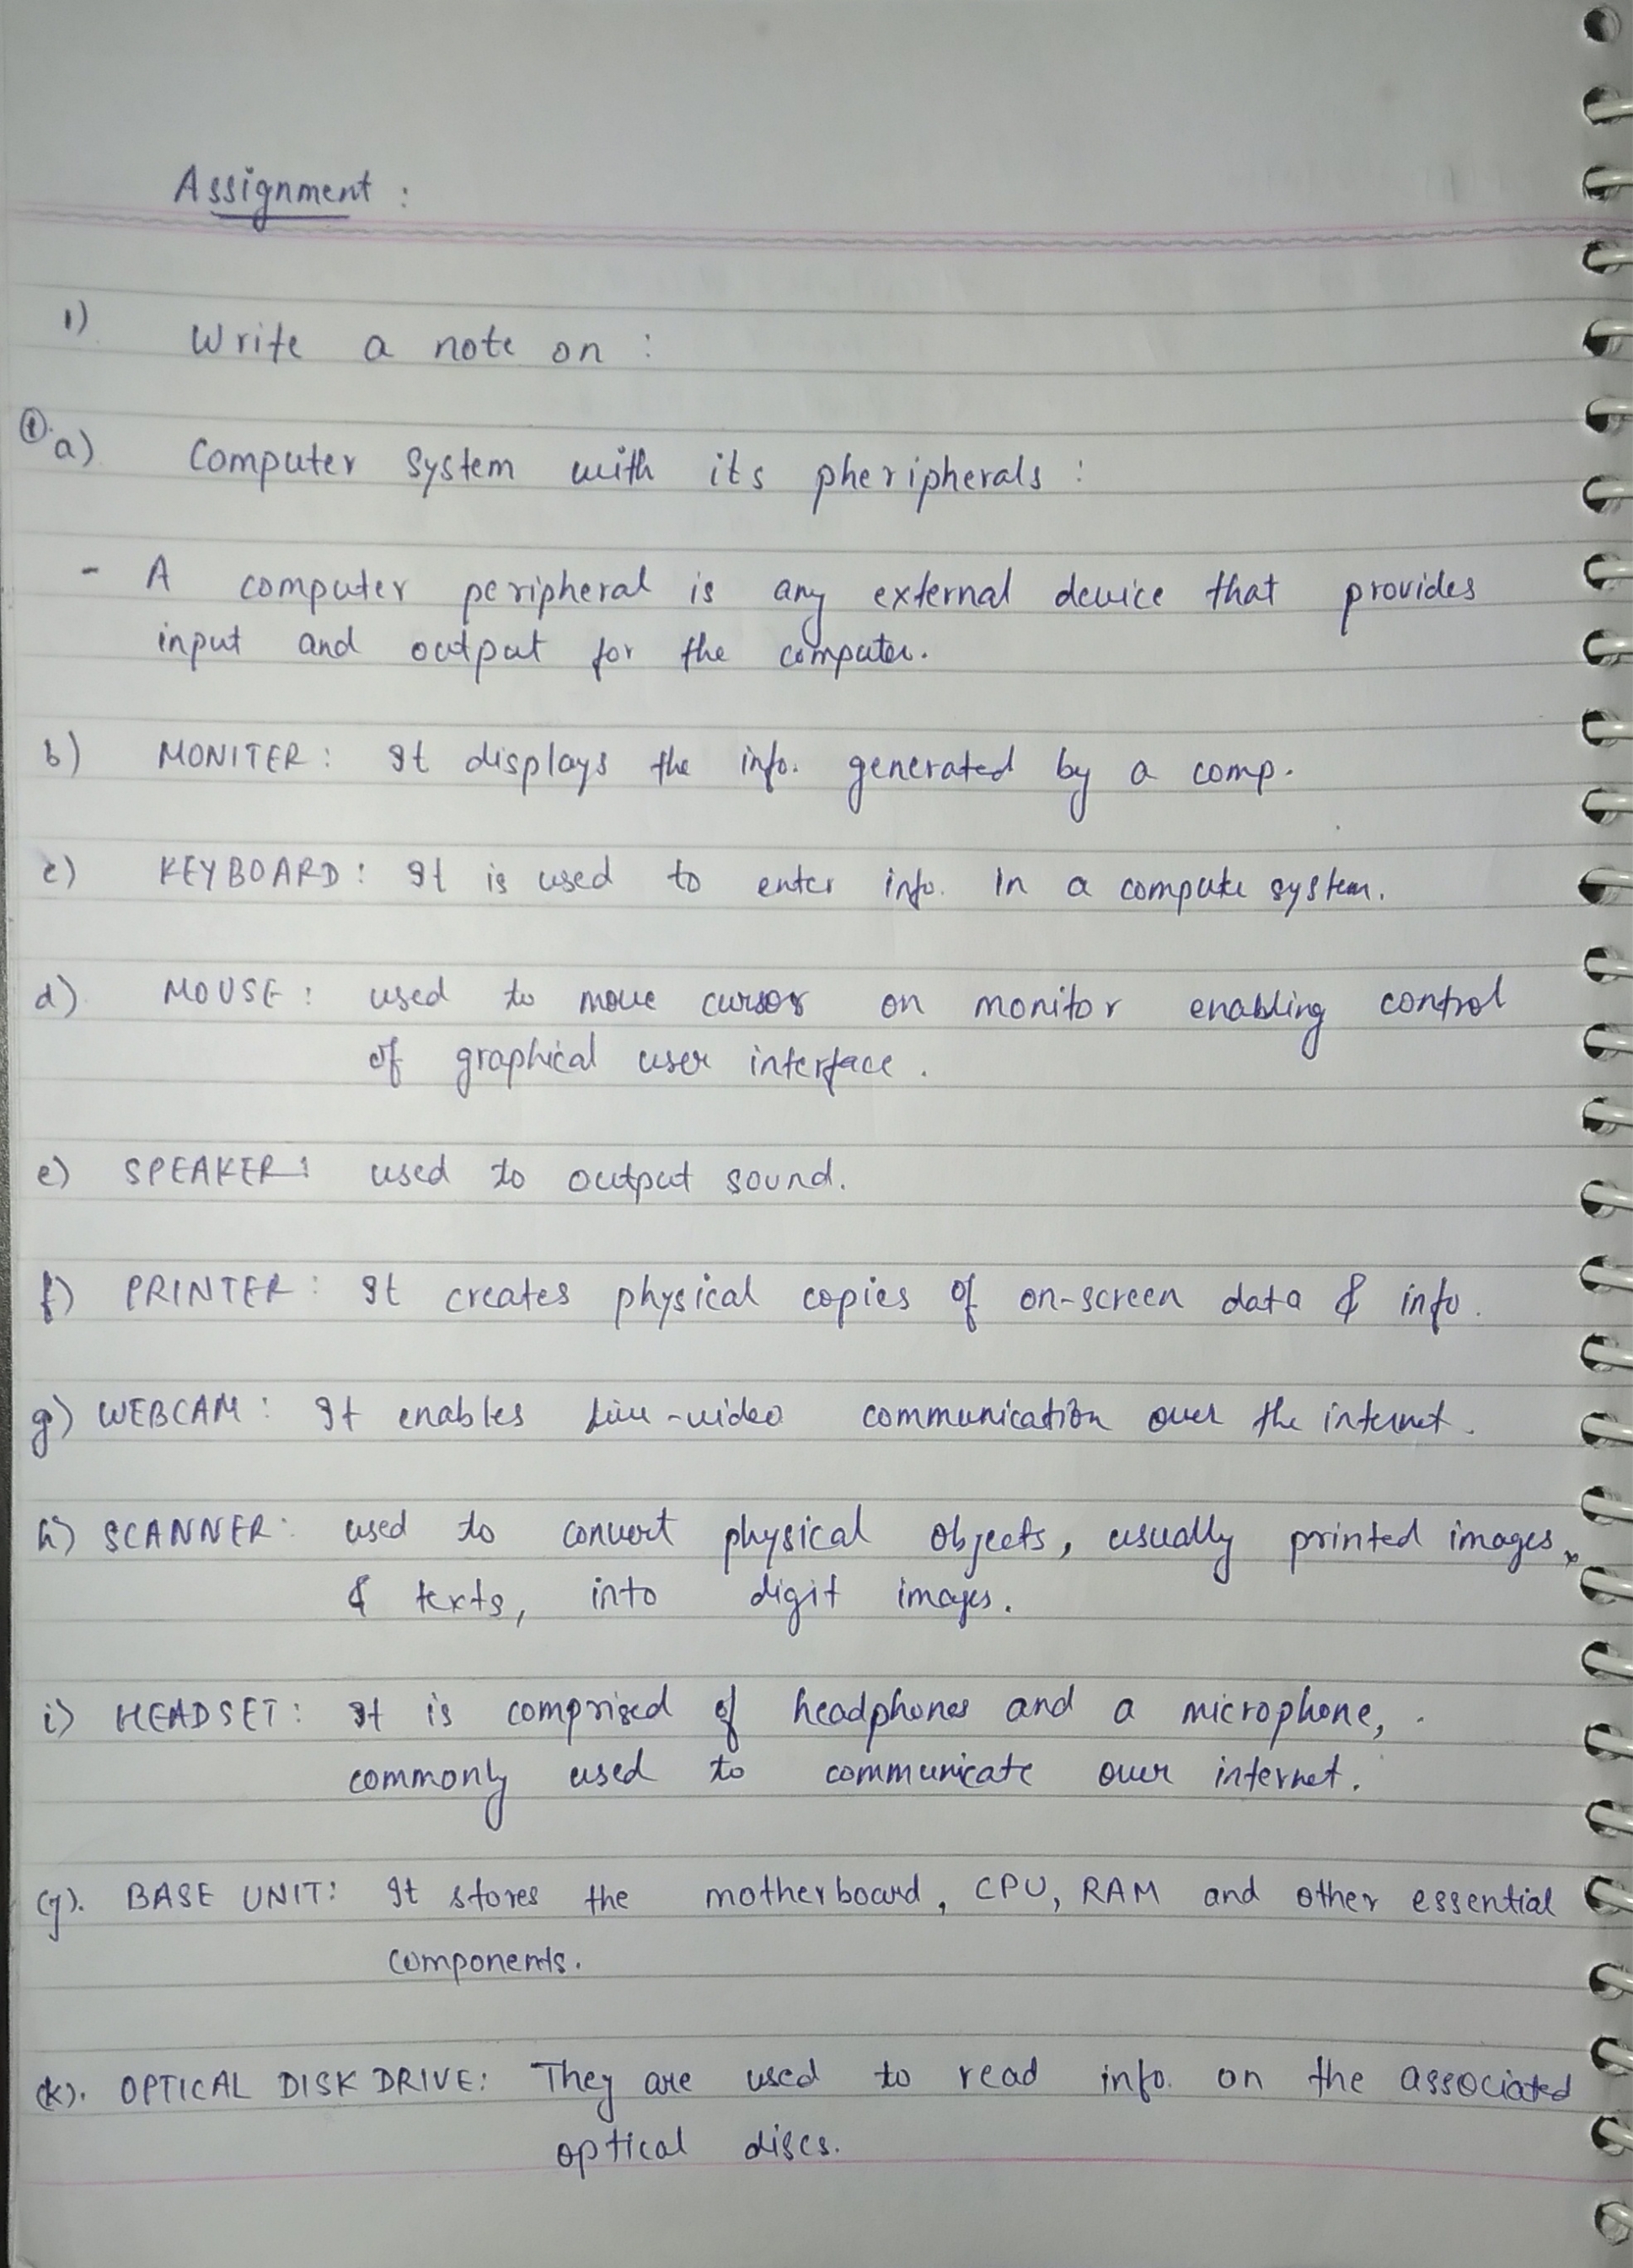 Assignment :
1) Write a note on :
① a) Computer System with its pheripherals :
- A computer peripheral is any external device that provides
input and output for the computer.
b) MONITER : It displays the info. generated by a comp.
c) KEYBOARD : It is used to enter info. in a compute system.
d) MOUSE : used to move cursor on monitor enabling control
of graphical user interface.
e) SPEAKER : used to output sound.
f) PRINTER : It creates physical copies of on-screen data & info.
g) WEBCAM : It enables live-video communication over the internet.
h) SCANNER : used to convert physical objects, usually printed images,
& texts, into digit images.
i) HEADSET : It is comprised of headphones and a microphone,
commonly used to communicate over internet.
(j). BASE UNIT : It stores the motherboard, CPU, RAM and other essential
components.
(k). OPTICAL DISK DRIVE : They are used to read info. on the associated
optical discs.